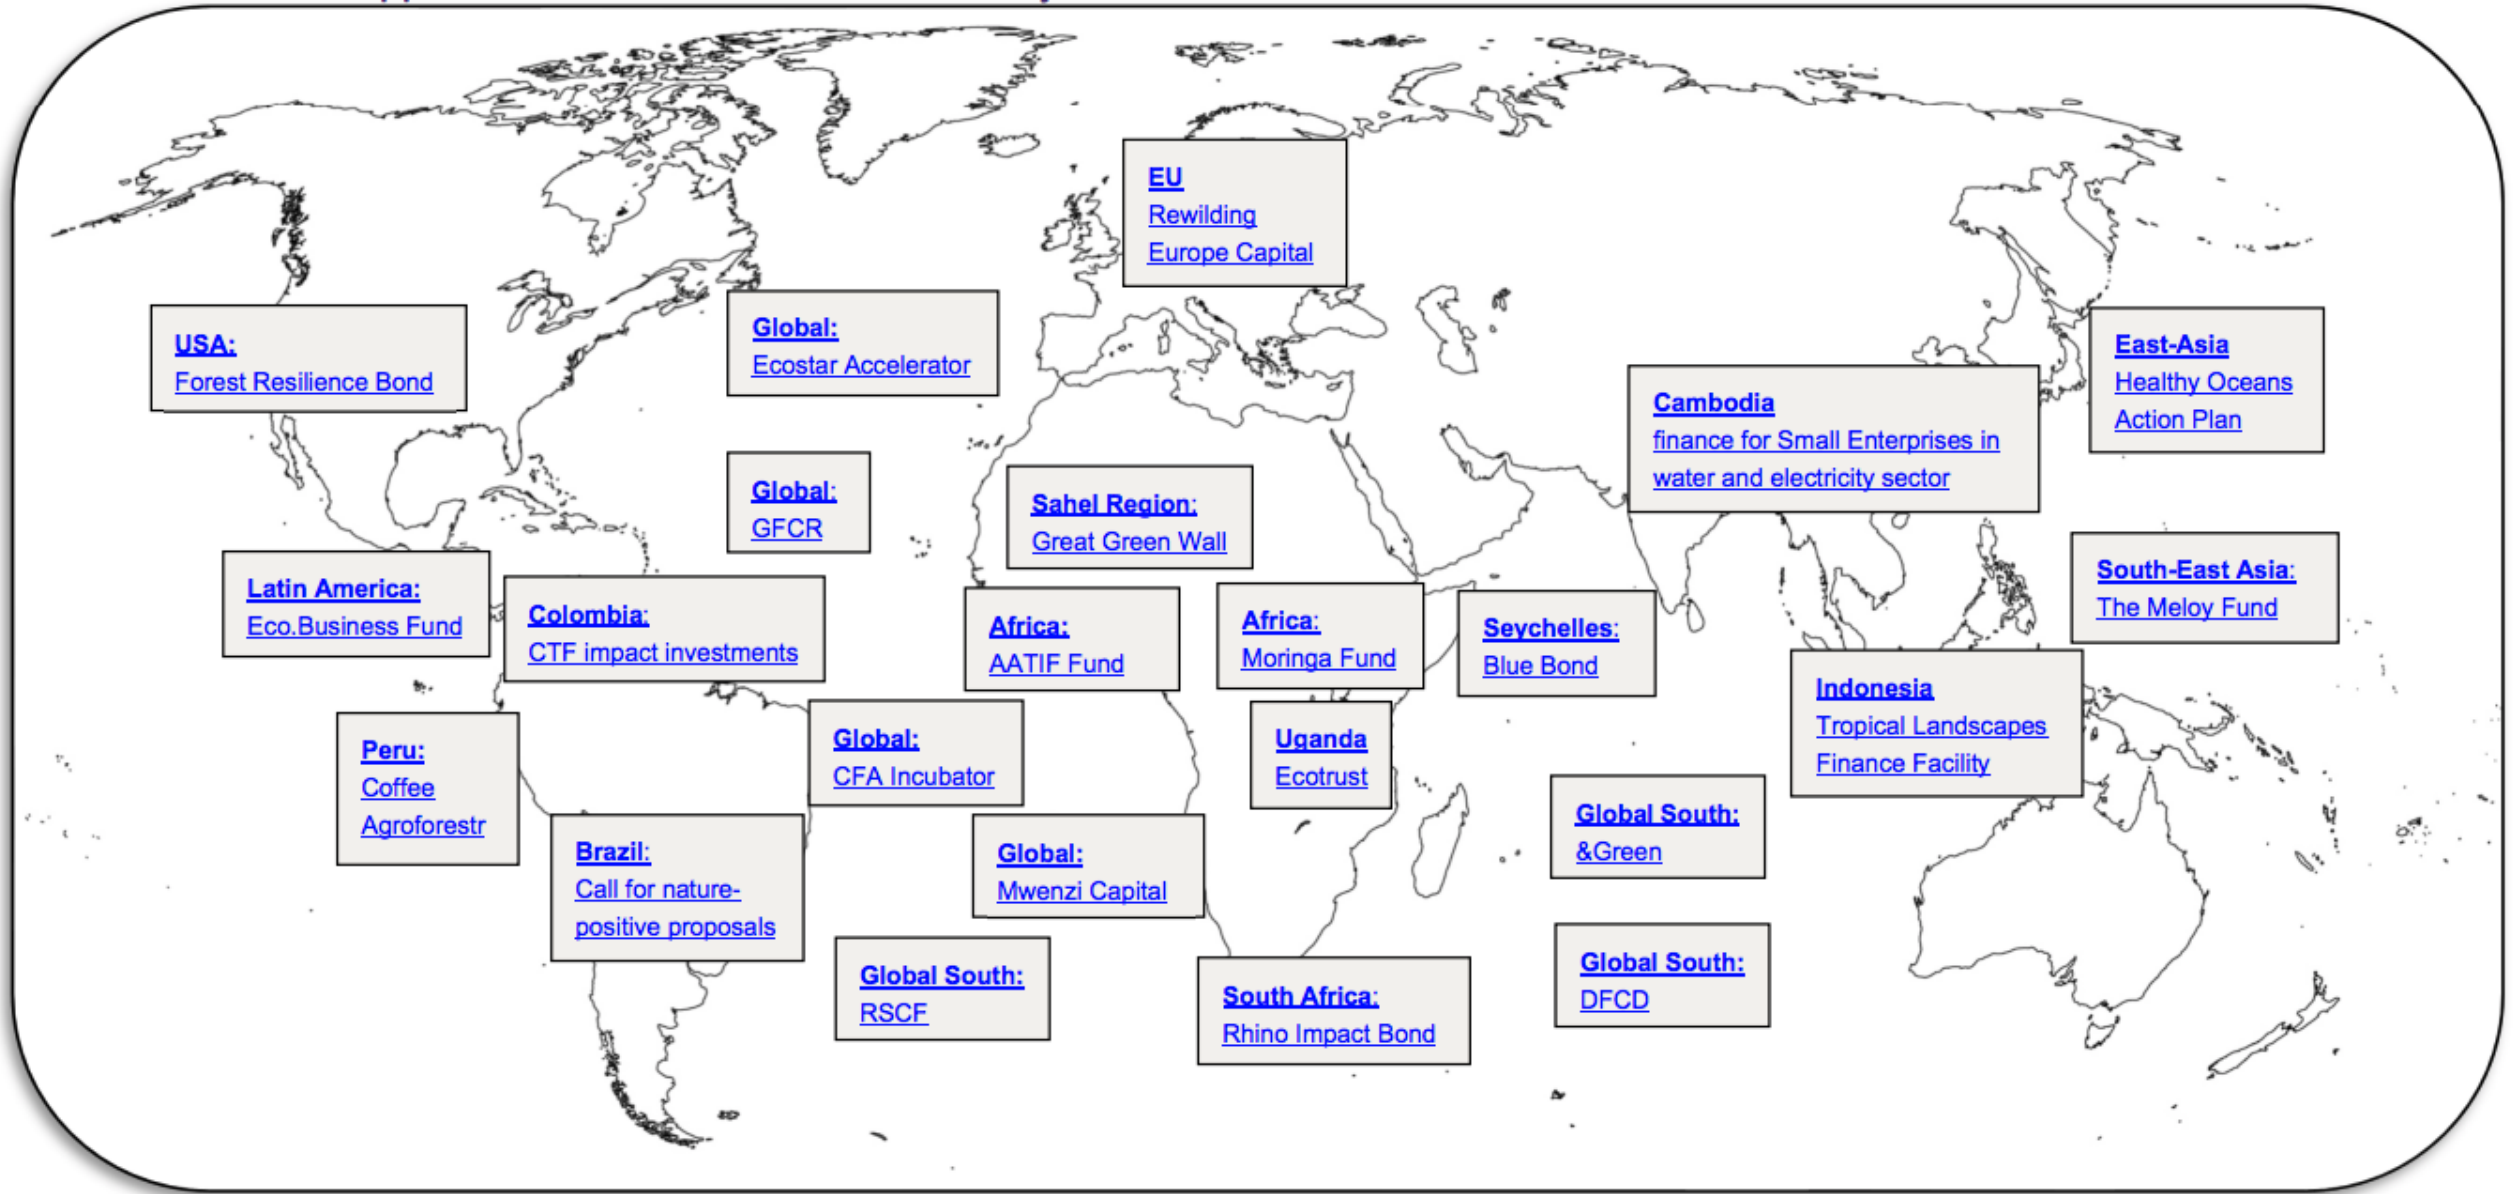 EU
Rewilding
Europe Capital
USA:
Forest Resilience Bond
Global:
Ecostar Accelerator
East-Asia
Healthy Oceans
Action Plan
Cambodia
finance for Small Enterprises in
water and electricity sector
Global:
GFCR
Sahel Region:
Great Green Wall
South-East Asia:
The Meloy Fund
Latin America:
Eco.Business Fund
Colombia:
CTF impact investments
Africa:
AATIF Fund
Africa:
Moringa Fund
Seychelles:
Blue Bond
Indonesia
Tropical Landscapes
Finance Facility
Peru:
Coffee
Agroforestr
Global:
CFA Incubator
Uganda
Ecotrust
Global South:
&Green
Brazil:
Call for nature-
positive proposals
Global:
Mwenzi Capital
Global South:
RSCF
South Africa:
Rhino Impact Bond
Global South:
DFCD